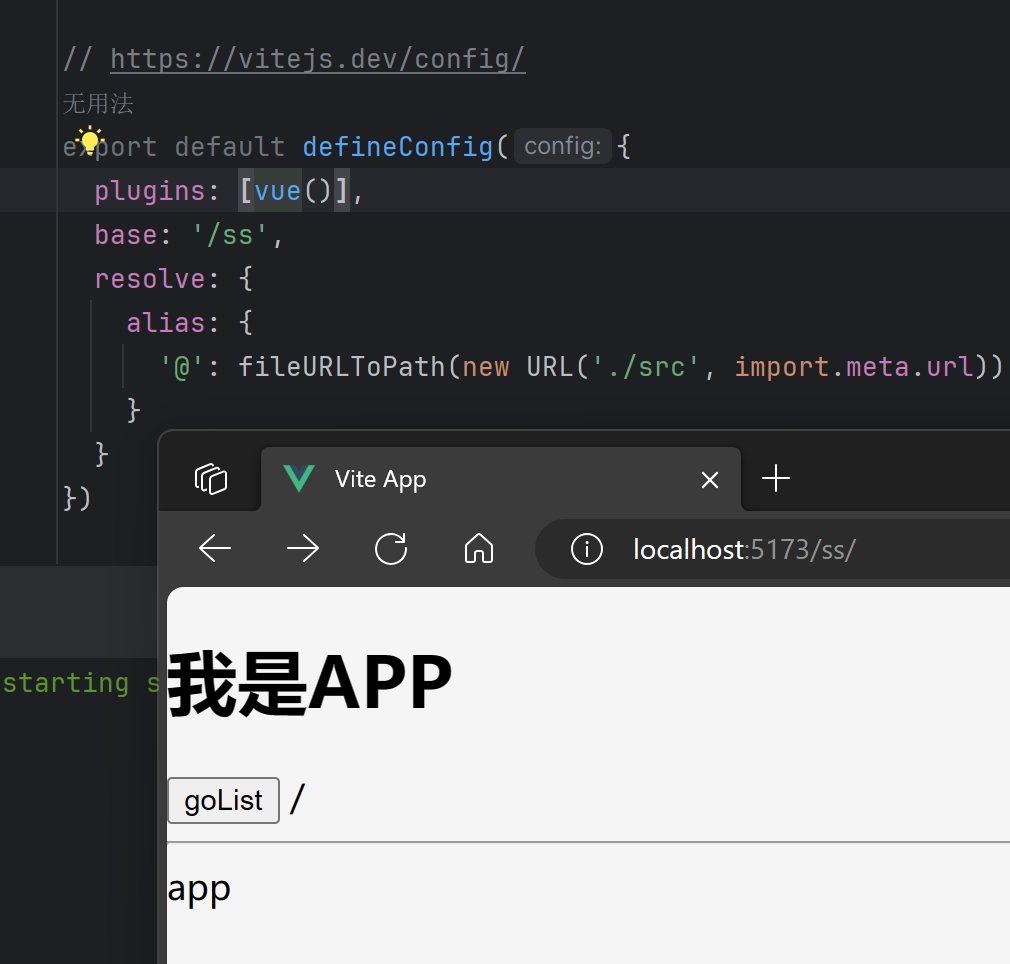 // https://vitejs.dev/config/
无用法
export default defineConfig( config: {
plugins: [vue()],
base: '/ss',
resolve: {
alias: {
'@': fileURLToPath(new URL('./src', import.meta.url))
}
}
})
starting s
Vite App
localhost:5173/ss/
我是APP
goList /
app